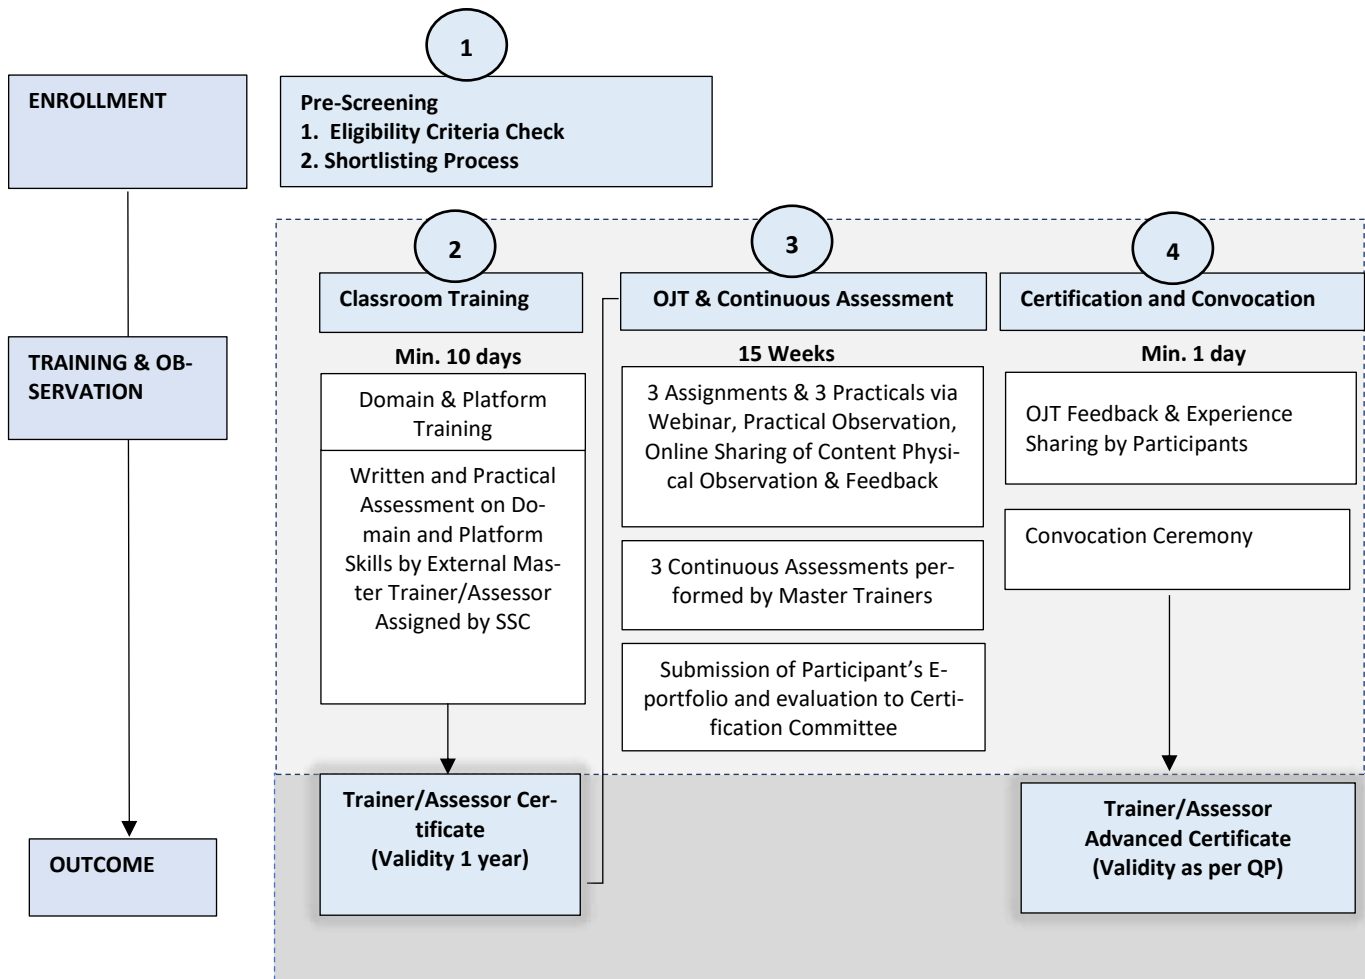 1
ENROLLMENT
Pre-Screening
1. Eligibility Criteria Check
2. Shortlisting Process
2
3
4
Classroom Training
OJT & Continuous Assessment
Certification and Convocation
TRAINING & OB-
SERVATION
Min. 10 days
Domain & Platform
Training
Written and Practical
Assessment on Do-
main and Platform
Skills by External Mas-
ter Trainer/Assessor
Assigned by SSC
15 Weeks
3 Assignments & 3 Practicals via
Webinar, Practical Observation,
Online Sharing of Content Physi-
cal Observation & Feedback
3 Continuous Assessments per-
formed by Master Trainers
Submission of Participant’s E-
portfolio and evaluation to Certi-
fication Committee
Min. 1 day
OJT Feedback & Experience
Sharing by Participants
Convocation Ceremony
OUTCOME
Trainer/Assessor Cer-
tificate
(Validity 1 year)
Trainer/Assessor
Advanced Certificate
(Validity as per QP)